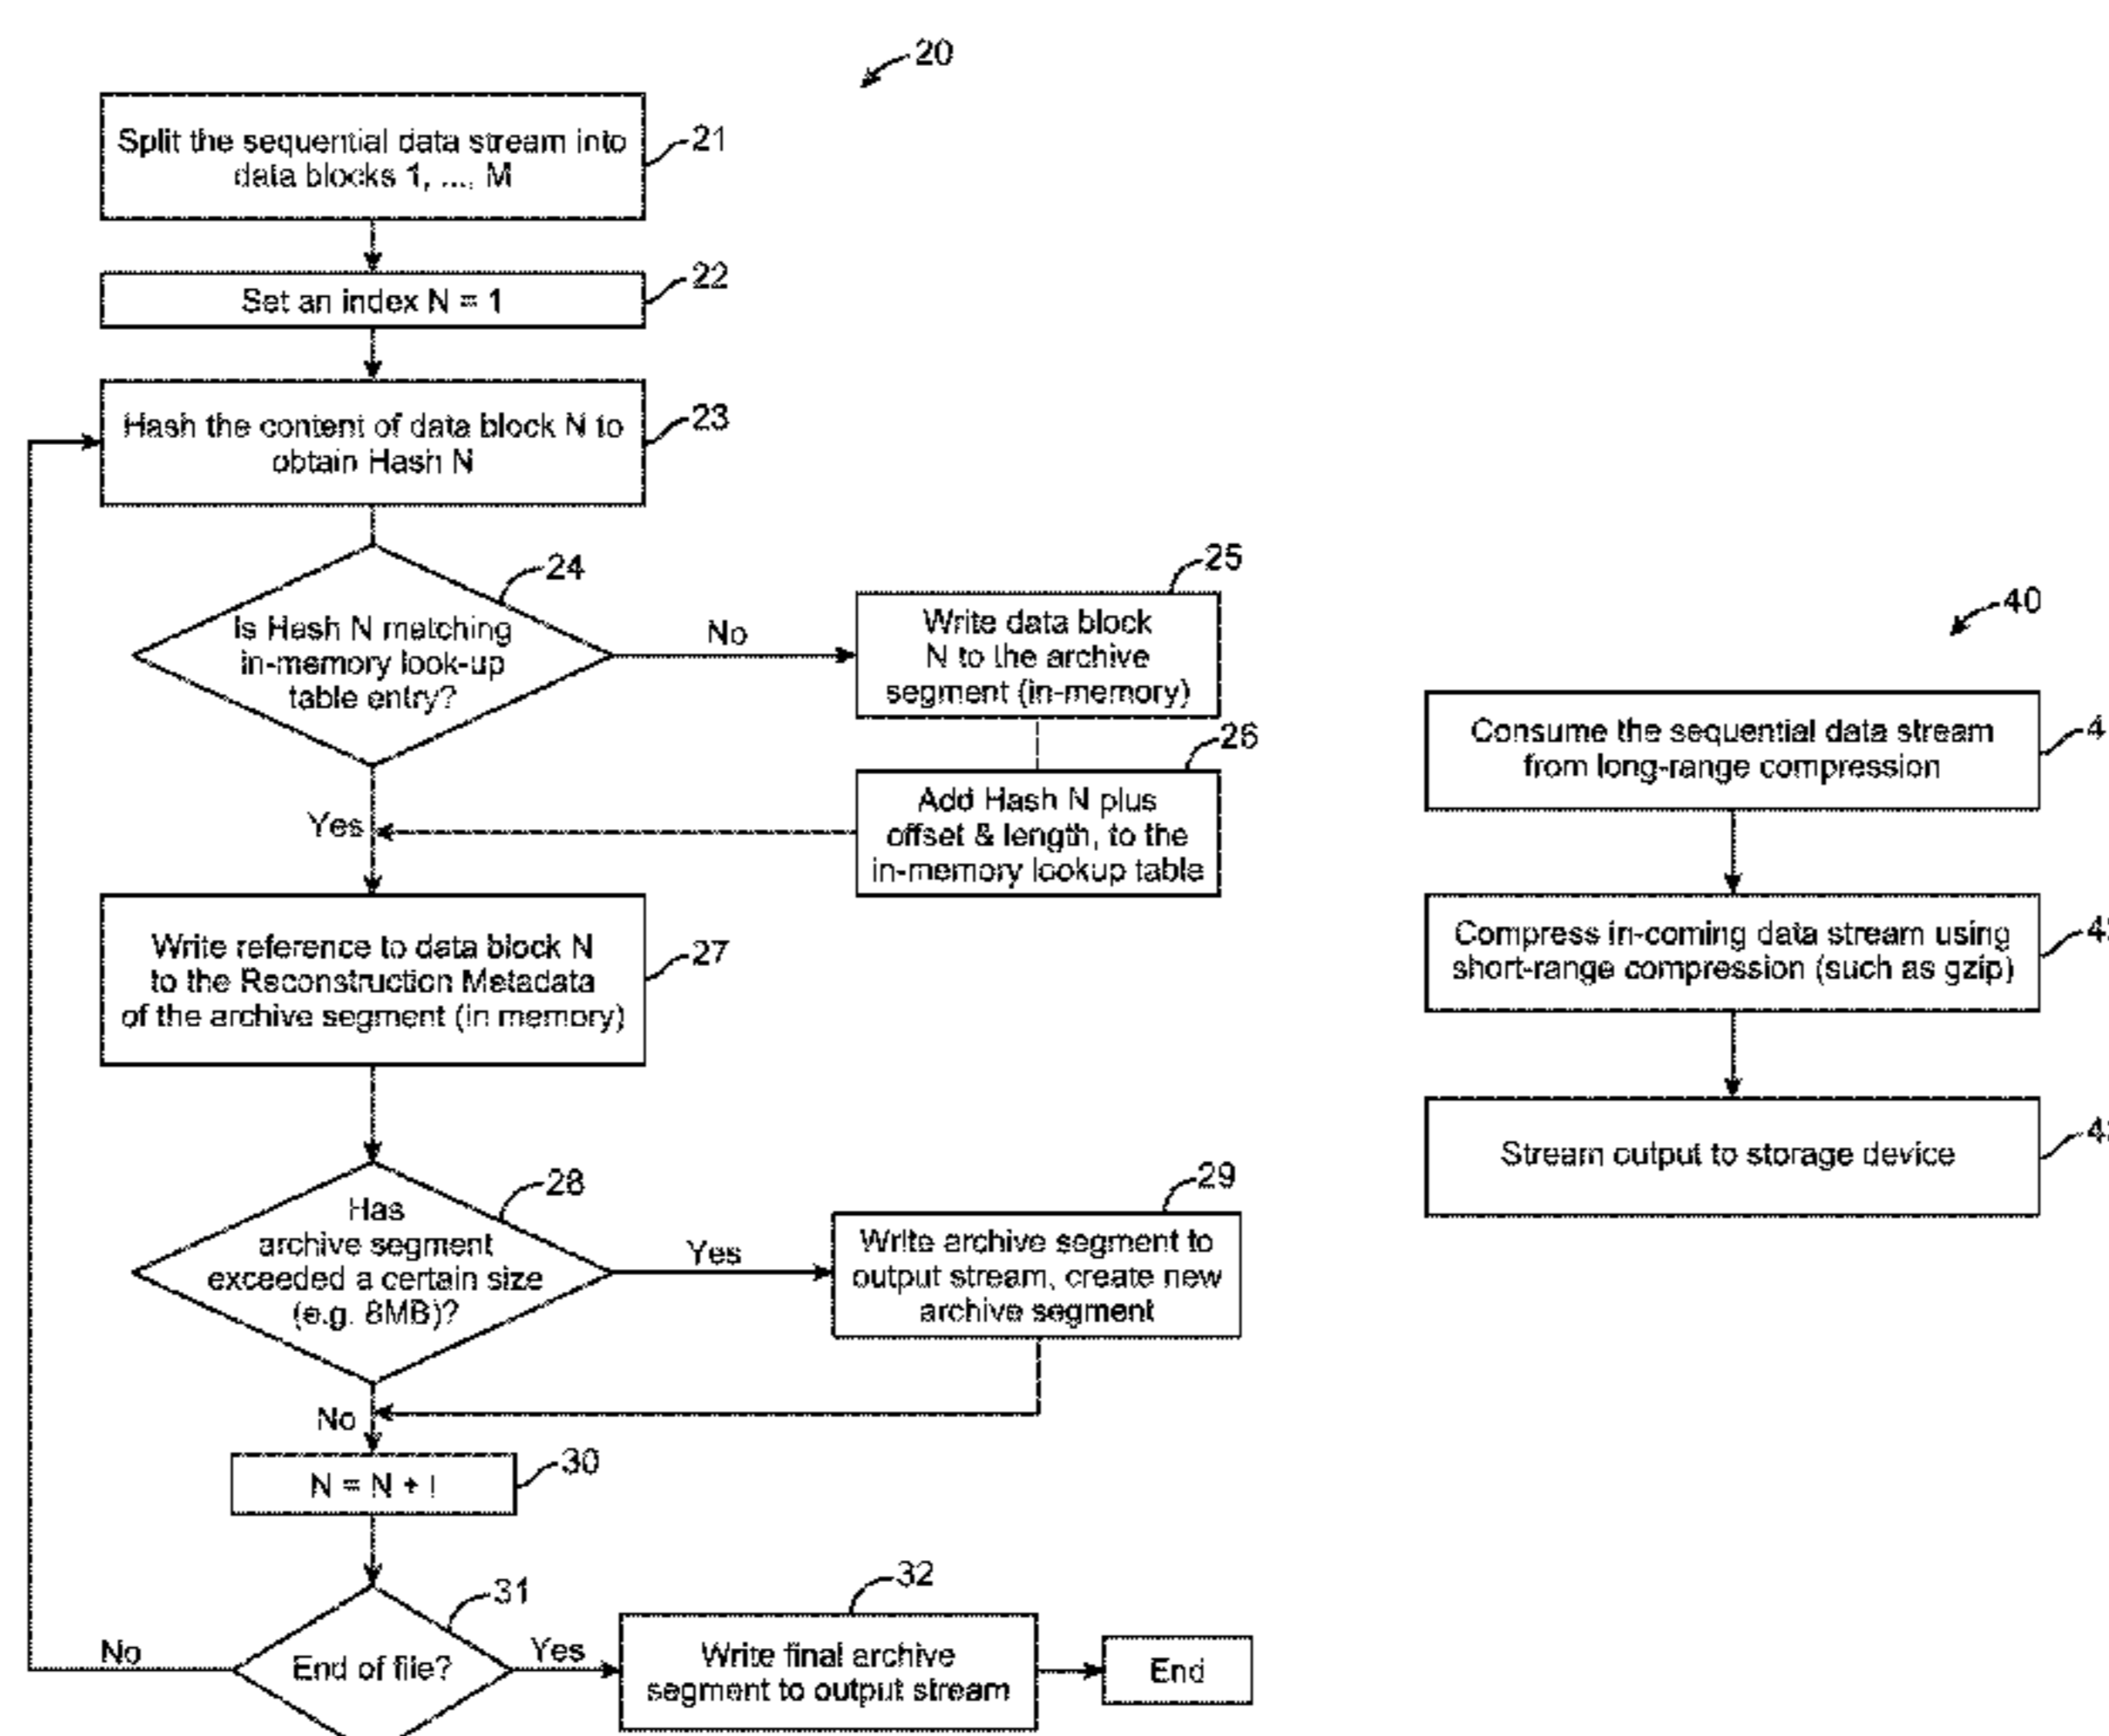 20
Split the sequential data stream into
data blocks 1, ..., M
21
Set an index N = 1
22
Hash the content of data block N to
obtain Hash N
23
Is Hash N matching
in-memory look-up
table entry?
24
No
Write data block
N to the archive
segment (in-memory)
25
Add Hash N plus
offset & length, to the
in-memory lookup table
26
Yes
Write reference to data block N
to the Reconstruction Metadata
of the archive segment (in memory)
27
Has
archive segment
exceeded a certain size
(e.g. 8MB)?
28
Yes
Write archive segment to
output stream, create new
archive segment
29
No
N = N + 1
30
End of file?
31
No
Yes
Write final archive
segment to output stream
32
End
40
Consume the sequential data stream
from long-range compression
4
Compress in-coming data stream using
short-range compression (such as gzip)
4
Stream output to storage device
4